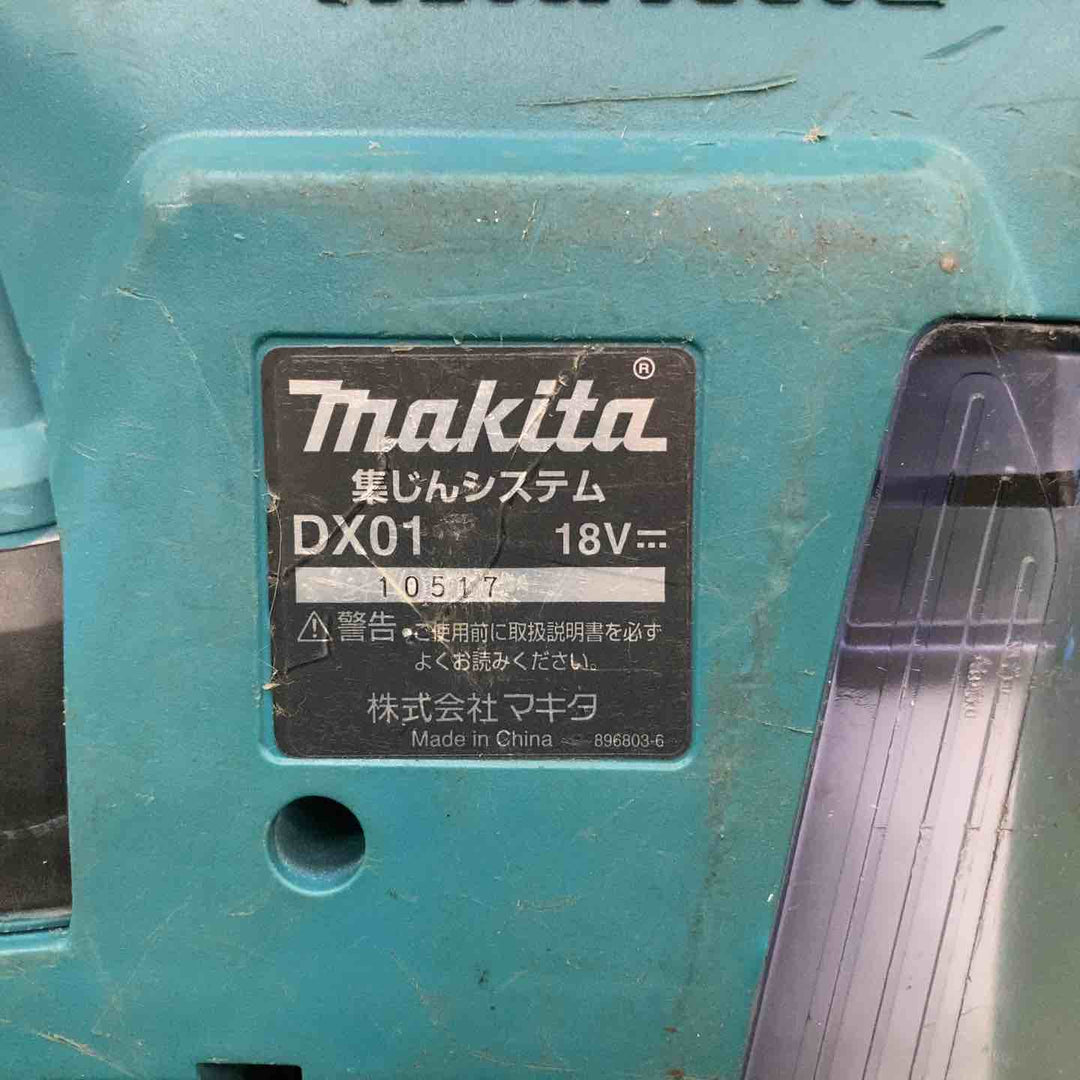 makita®
集じんシステム
DX01 18V⎓
10517
⚠警告・ご使用前に取扱説明書を必ず
よくお読みください。
株式会社マキタ
Made in China 896803-6